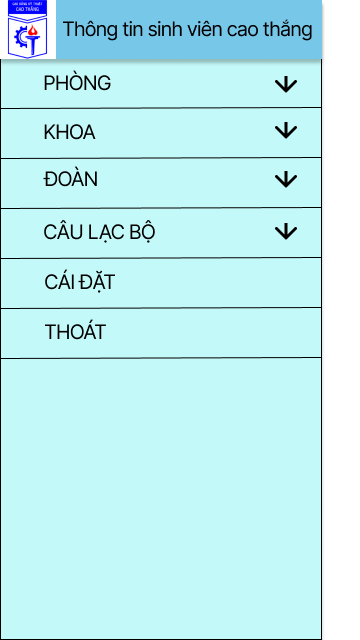 CAO ĐẲNG KỸ THUẬT
CAO THẮNG
Thông tin sinh viên cao thắng
PHÒNG
KHOA
ĐOÀN
CÂU LẠC BỘ
CÁI ĐẶT
THOÁT